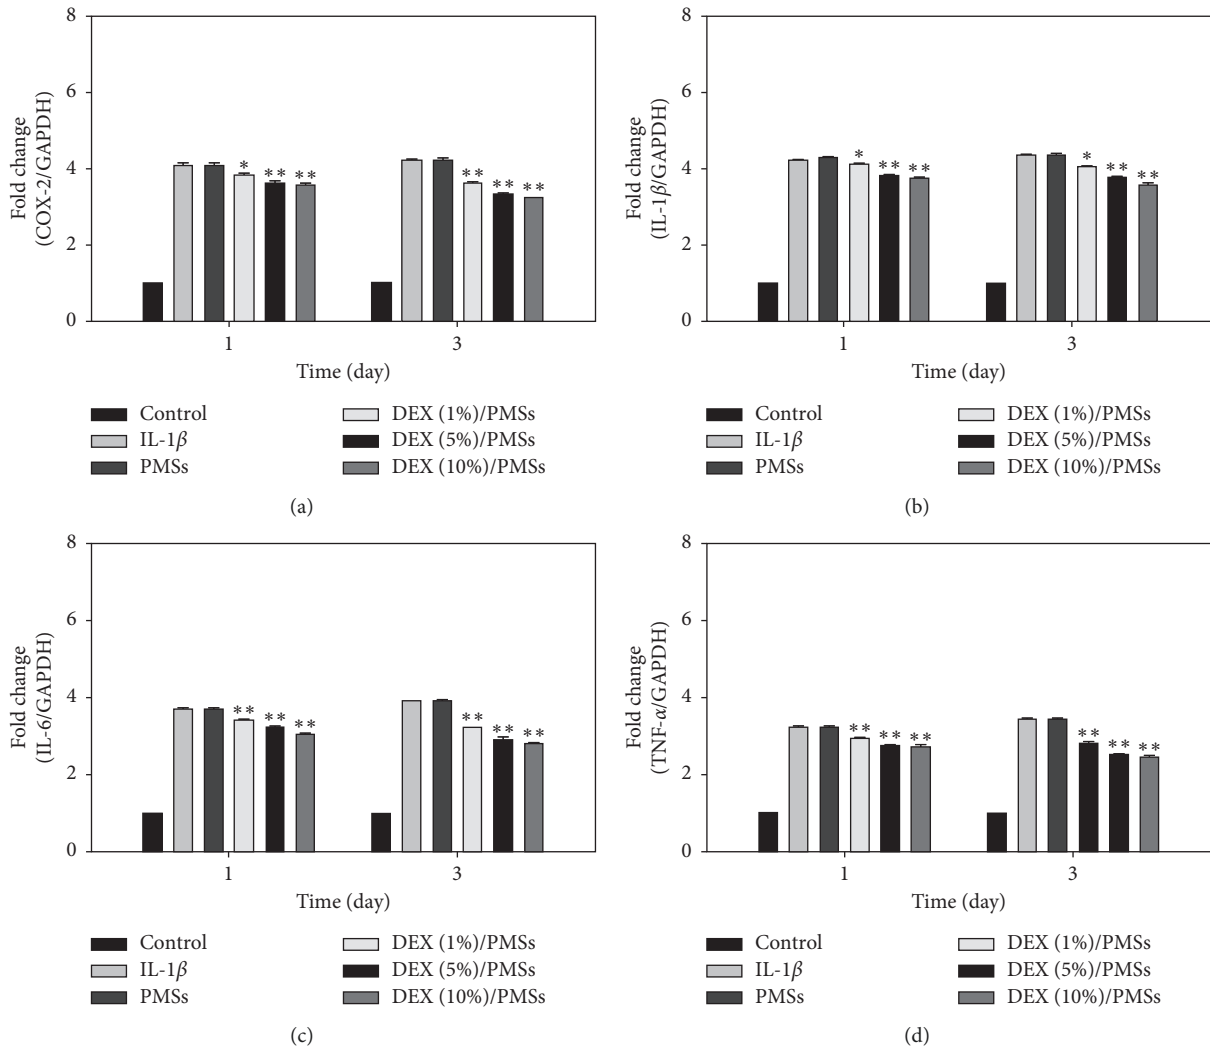 8
6
4
2
0
Fold change
(COX-2/GAPDH)
* ** **
** ** **
1 3
Time (day)
Control
IL-1β
PMSs
DEX (1%)/PMSs
DEX (5%)/PMSs
DEX (10%)/PMSs
(a)
8
6
4
2
0
Fold change
(IL-1β/GAPDH)
* ** **
* ** **
1 3
Time (day)
Control
IL-1β
PMSs
DEX (1%)/PMSs
DEX (5%)/PMSs
DEX (10%)/PMSs
(b)
8
6
4
2
0
Fold change
(IL-6/GAPDH)
** ** **
** ** **
1 3
Time (day)
Control
IL-1β
PMSs
DEX (1%)/PMSs
DEX (5%)/PMSs
DEX (10%)/PMSs
(c)
8
6
4
2
0
Fold change
(TNF-α/GAPDH)
** ** **
** ** **
1 3
Time (day)
Control
IL-1β
PMSs
DEX (1%)/PMSs
DEX (5%)/PMSs
DEX (10%)/PMSs
(d)